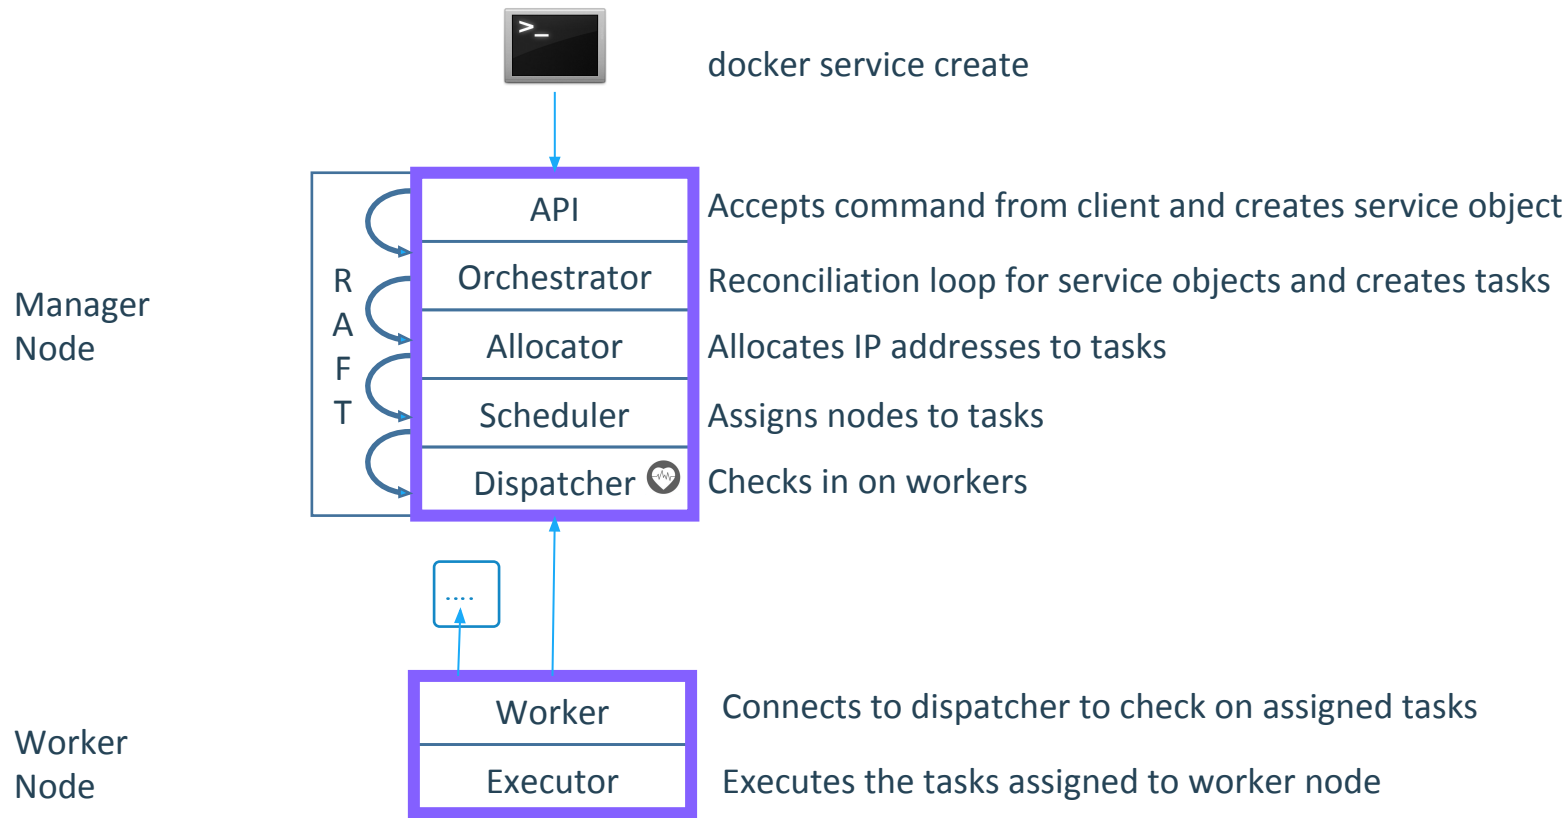 >_
docker service create
API
Accepts command from client and creates service object
Manager
Node
R
A
F
T
Orchestrator
Reconciliation loop for service objects and creates tasks
Allocator
Allocates IP addresses to tasks
Scheduler
Assigns nodes to tasks
Dispatcher
Checks in on workers
....
Worker
Node
Worker
Connects to dispatcher to check on assigned tasks
Executor
Executes the tasks assigned to worker node